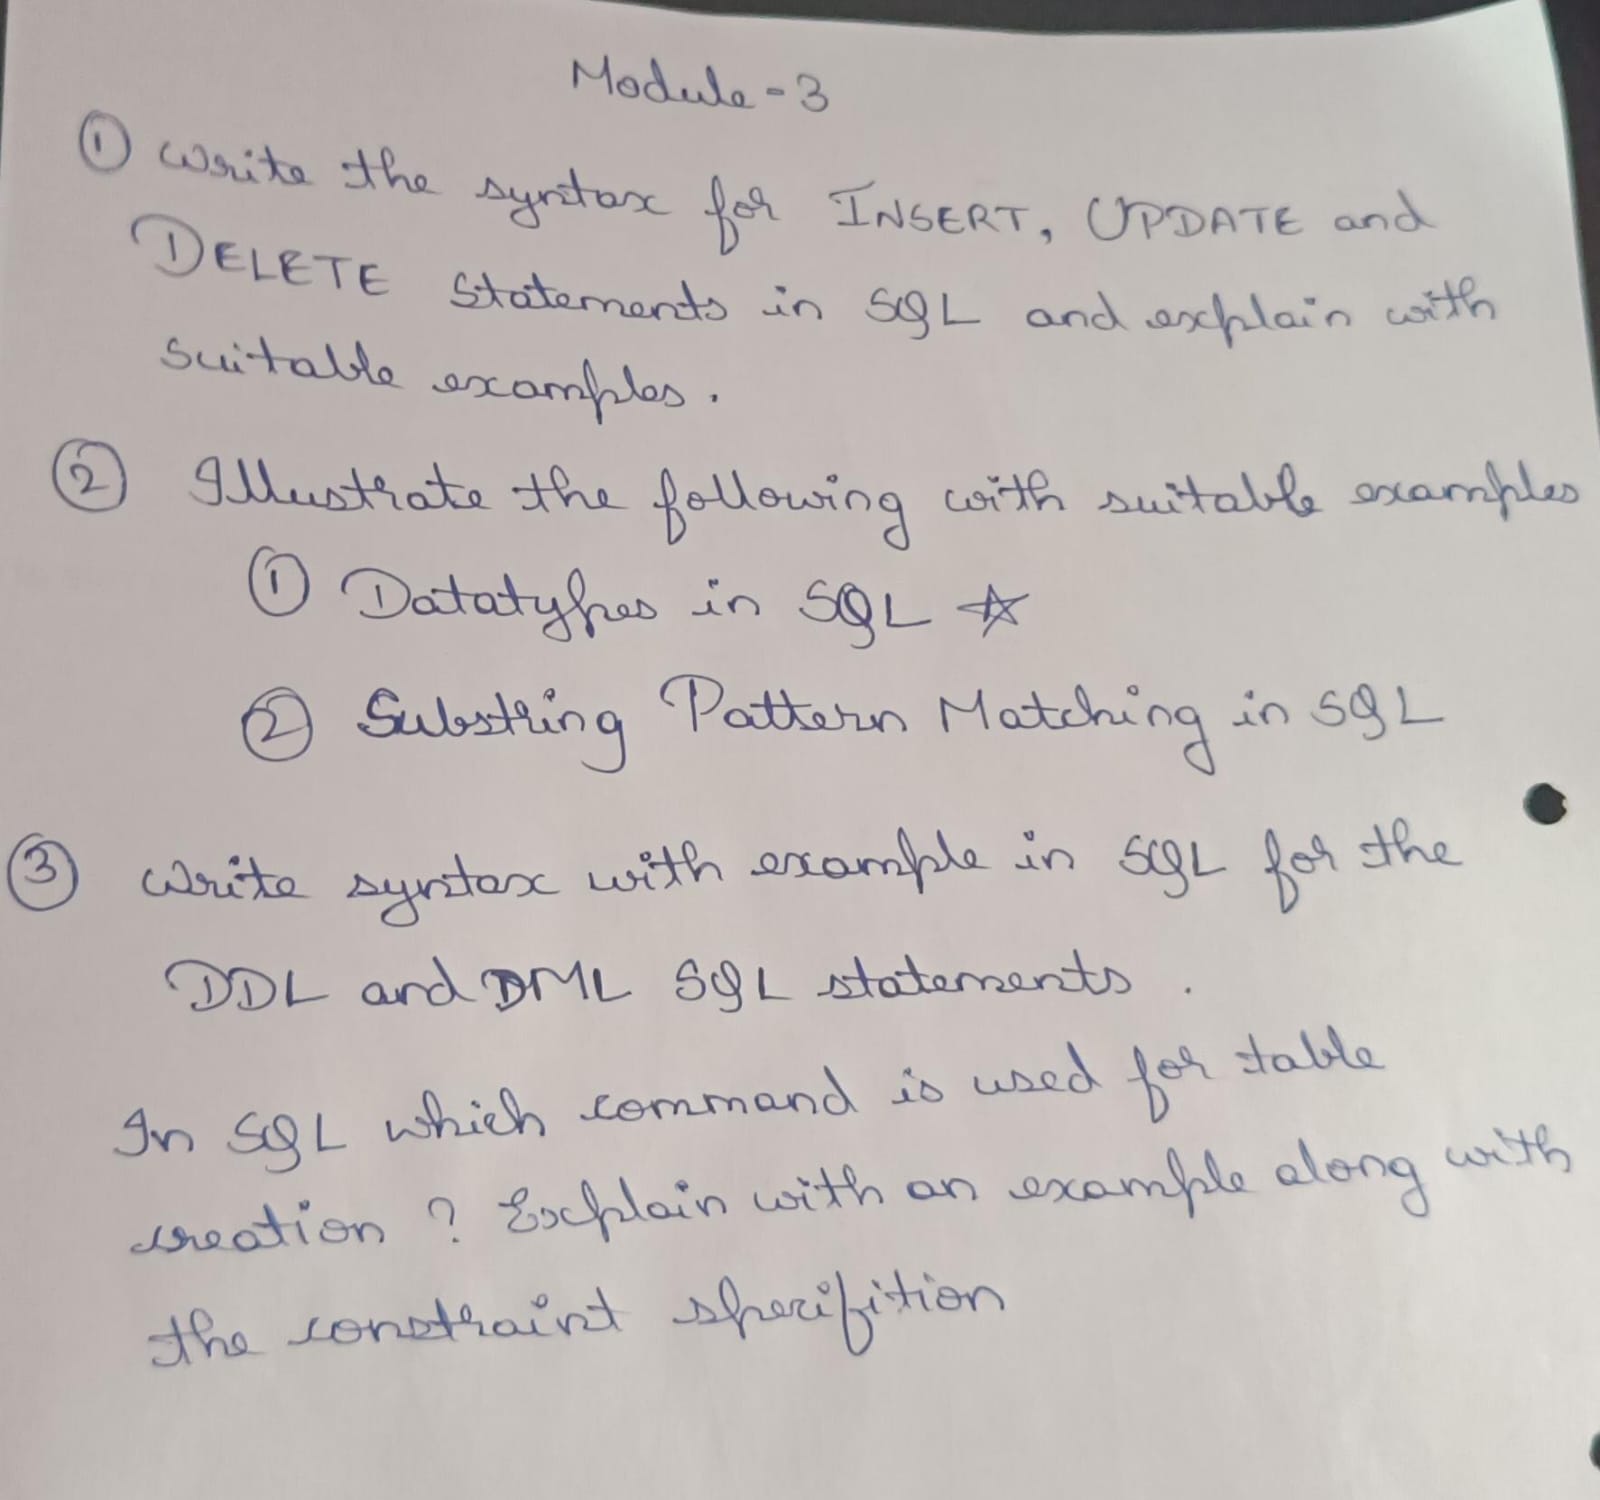 Module-3
① Write the syntax for INSERT, UPDATE and
DELETE Statements in SQL and explain with
suitable examples.
② Illustrate the following with suitable examples
① Datatypes in SQL ☆
② Substring Pattern Matching in SQL
③ Write syntax with example in SQL for the
DDL and DML SQL statements.
In SQL which command is used for table
creation? Explain with an example along with
the constraint specifition